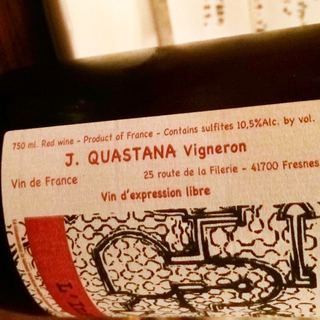 750 ml. Red wine - Product of France - Contains sulfites 10,5%Alc. by vol.
J. QUASTANA Vigneron
Vin de France
25 route de la Filerie - 41700 Fresnes
Vin d'expression libre